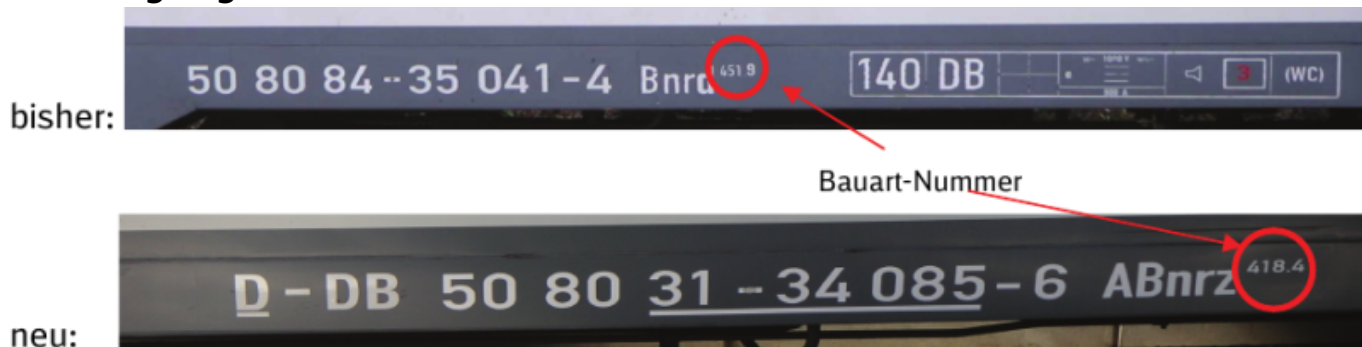 50 80 84--35 041-4 Bnrd 451.9 140 DB 3 (WC)
bisher:
Bauart-Nummer
D - DB 50 80 31 - 34 085 - 6 ABnrz 418.4
neu: